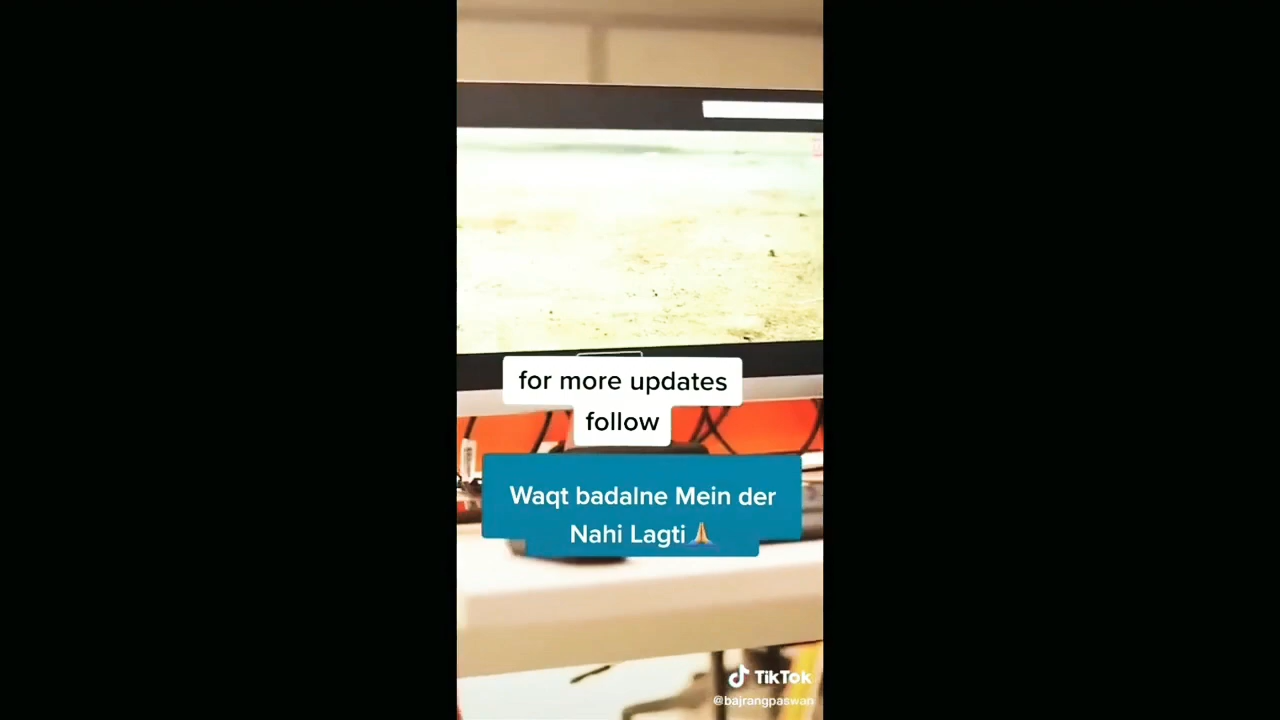 for more updates
follow
Waqt badalne Mein der
Nahi Lagti🙏
TikTok
@bajrangpaswan